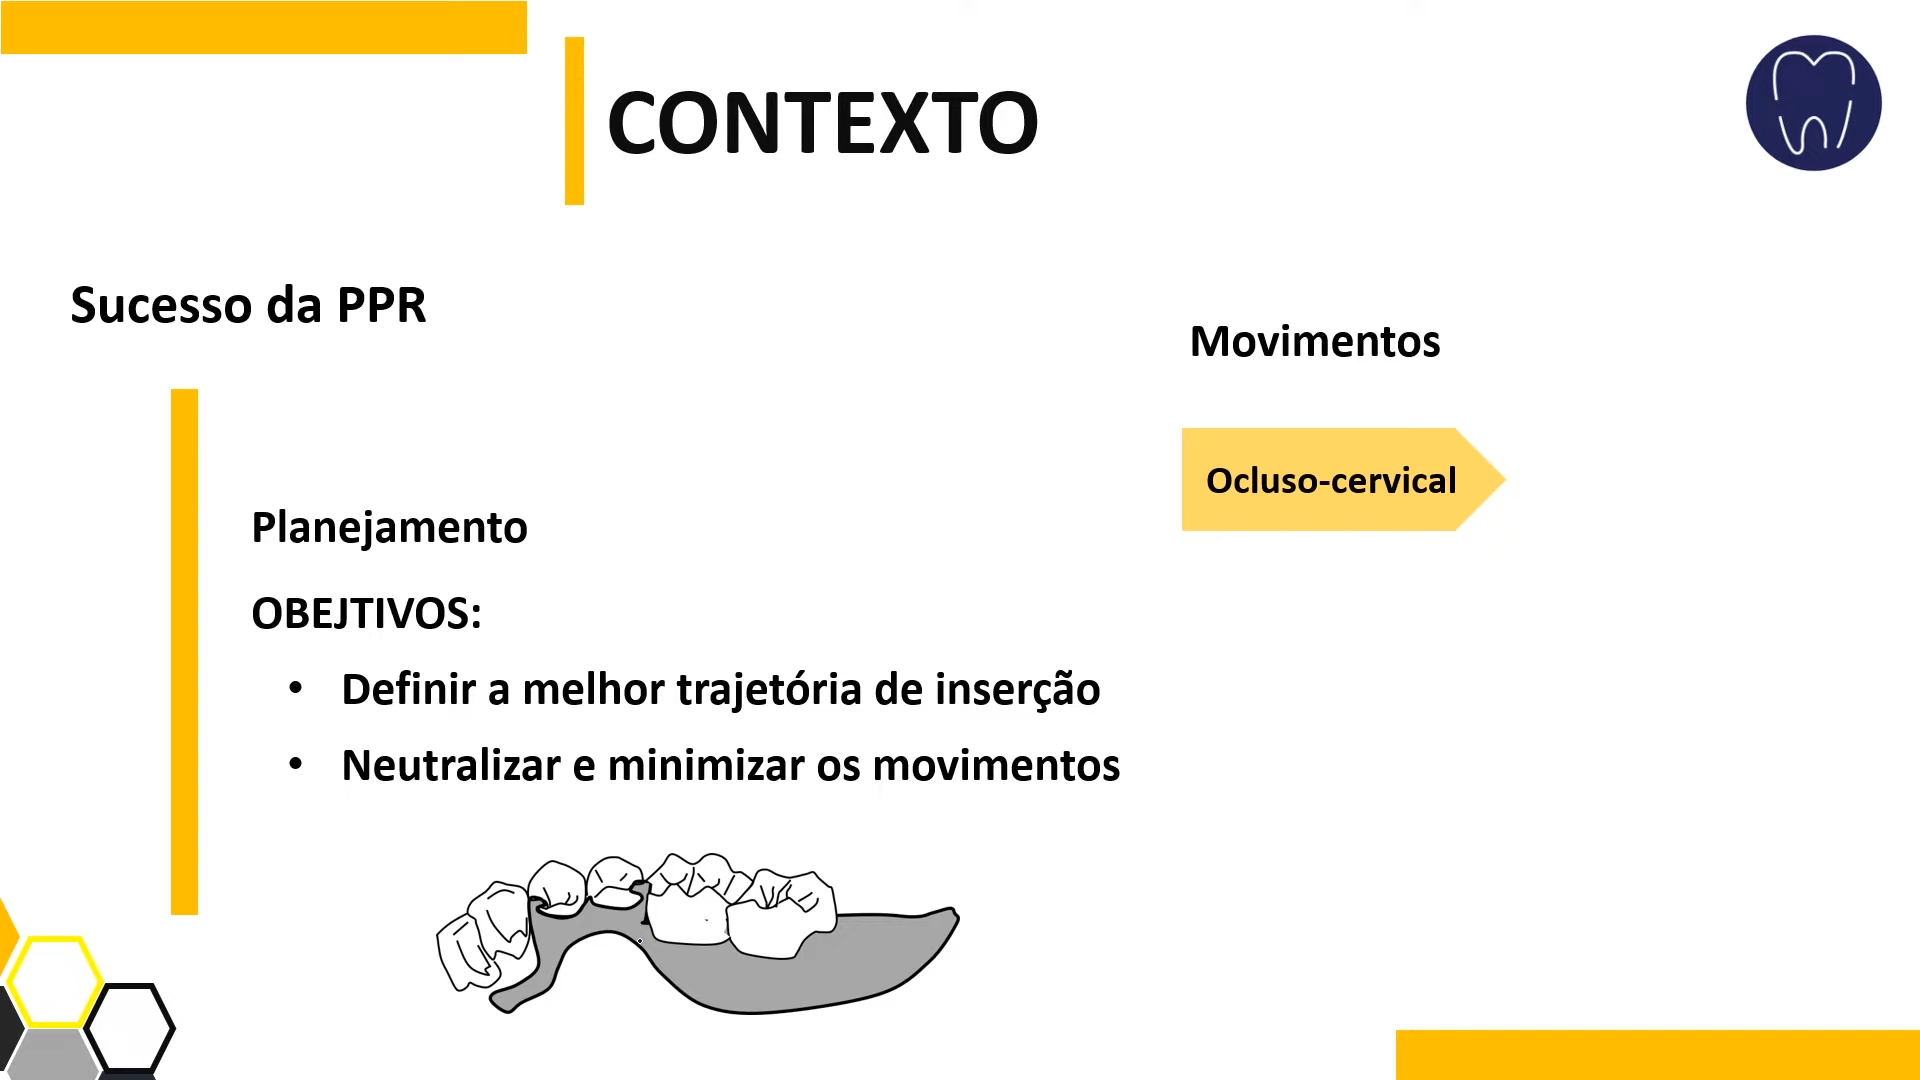 CONTEXTO
Sucesso da PPR
Planejamento
OBEJTIVOS:
• Definir a melhor trajetória de inserção
• Neutralizar e minimizar os movimentos
Movimentos
Ocluso-cervical